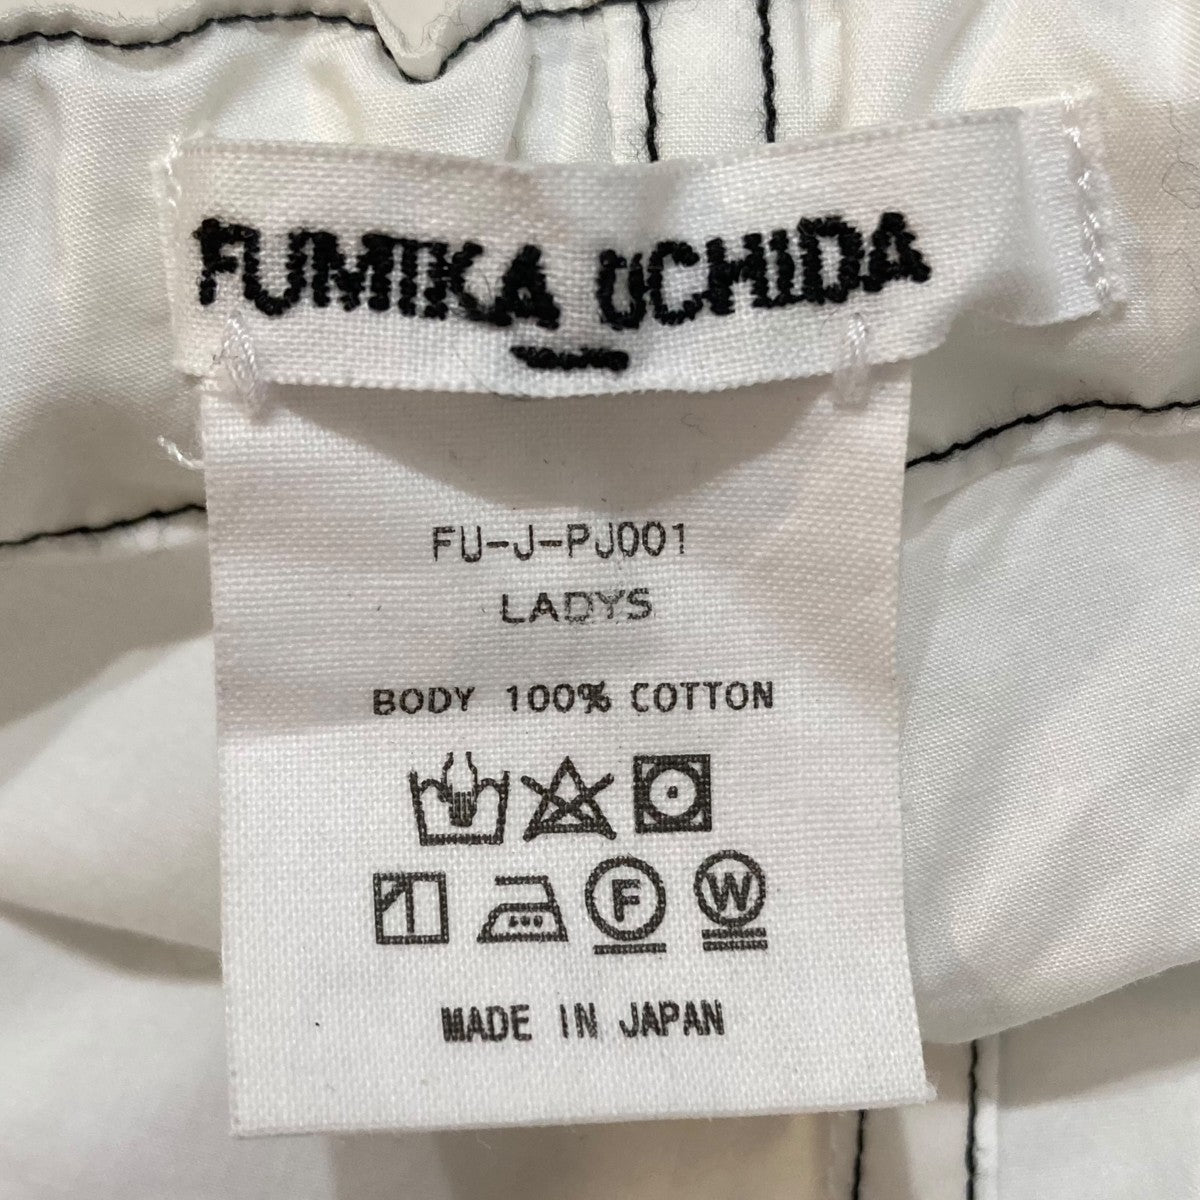 FUMIKA UCHIDA
FU-J-PJ001
LADYS
BODY 100% COTTON
F W
MADE IN JAPAN